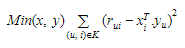 Min(x, y) ∑_{(u, i)∈K} (r_{ui} − x_i^T y_u)^2